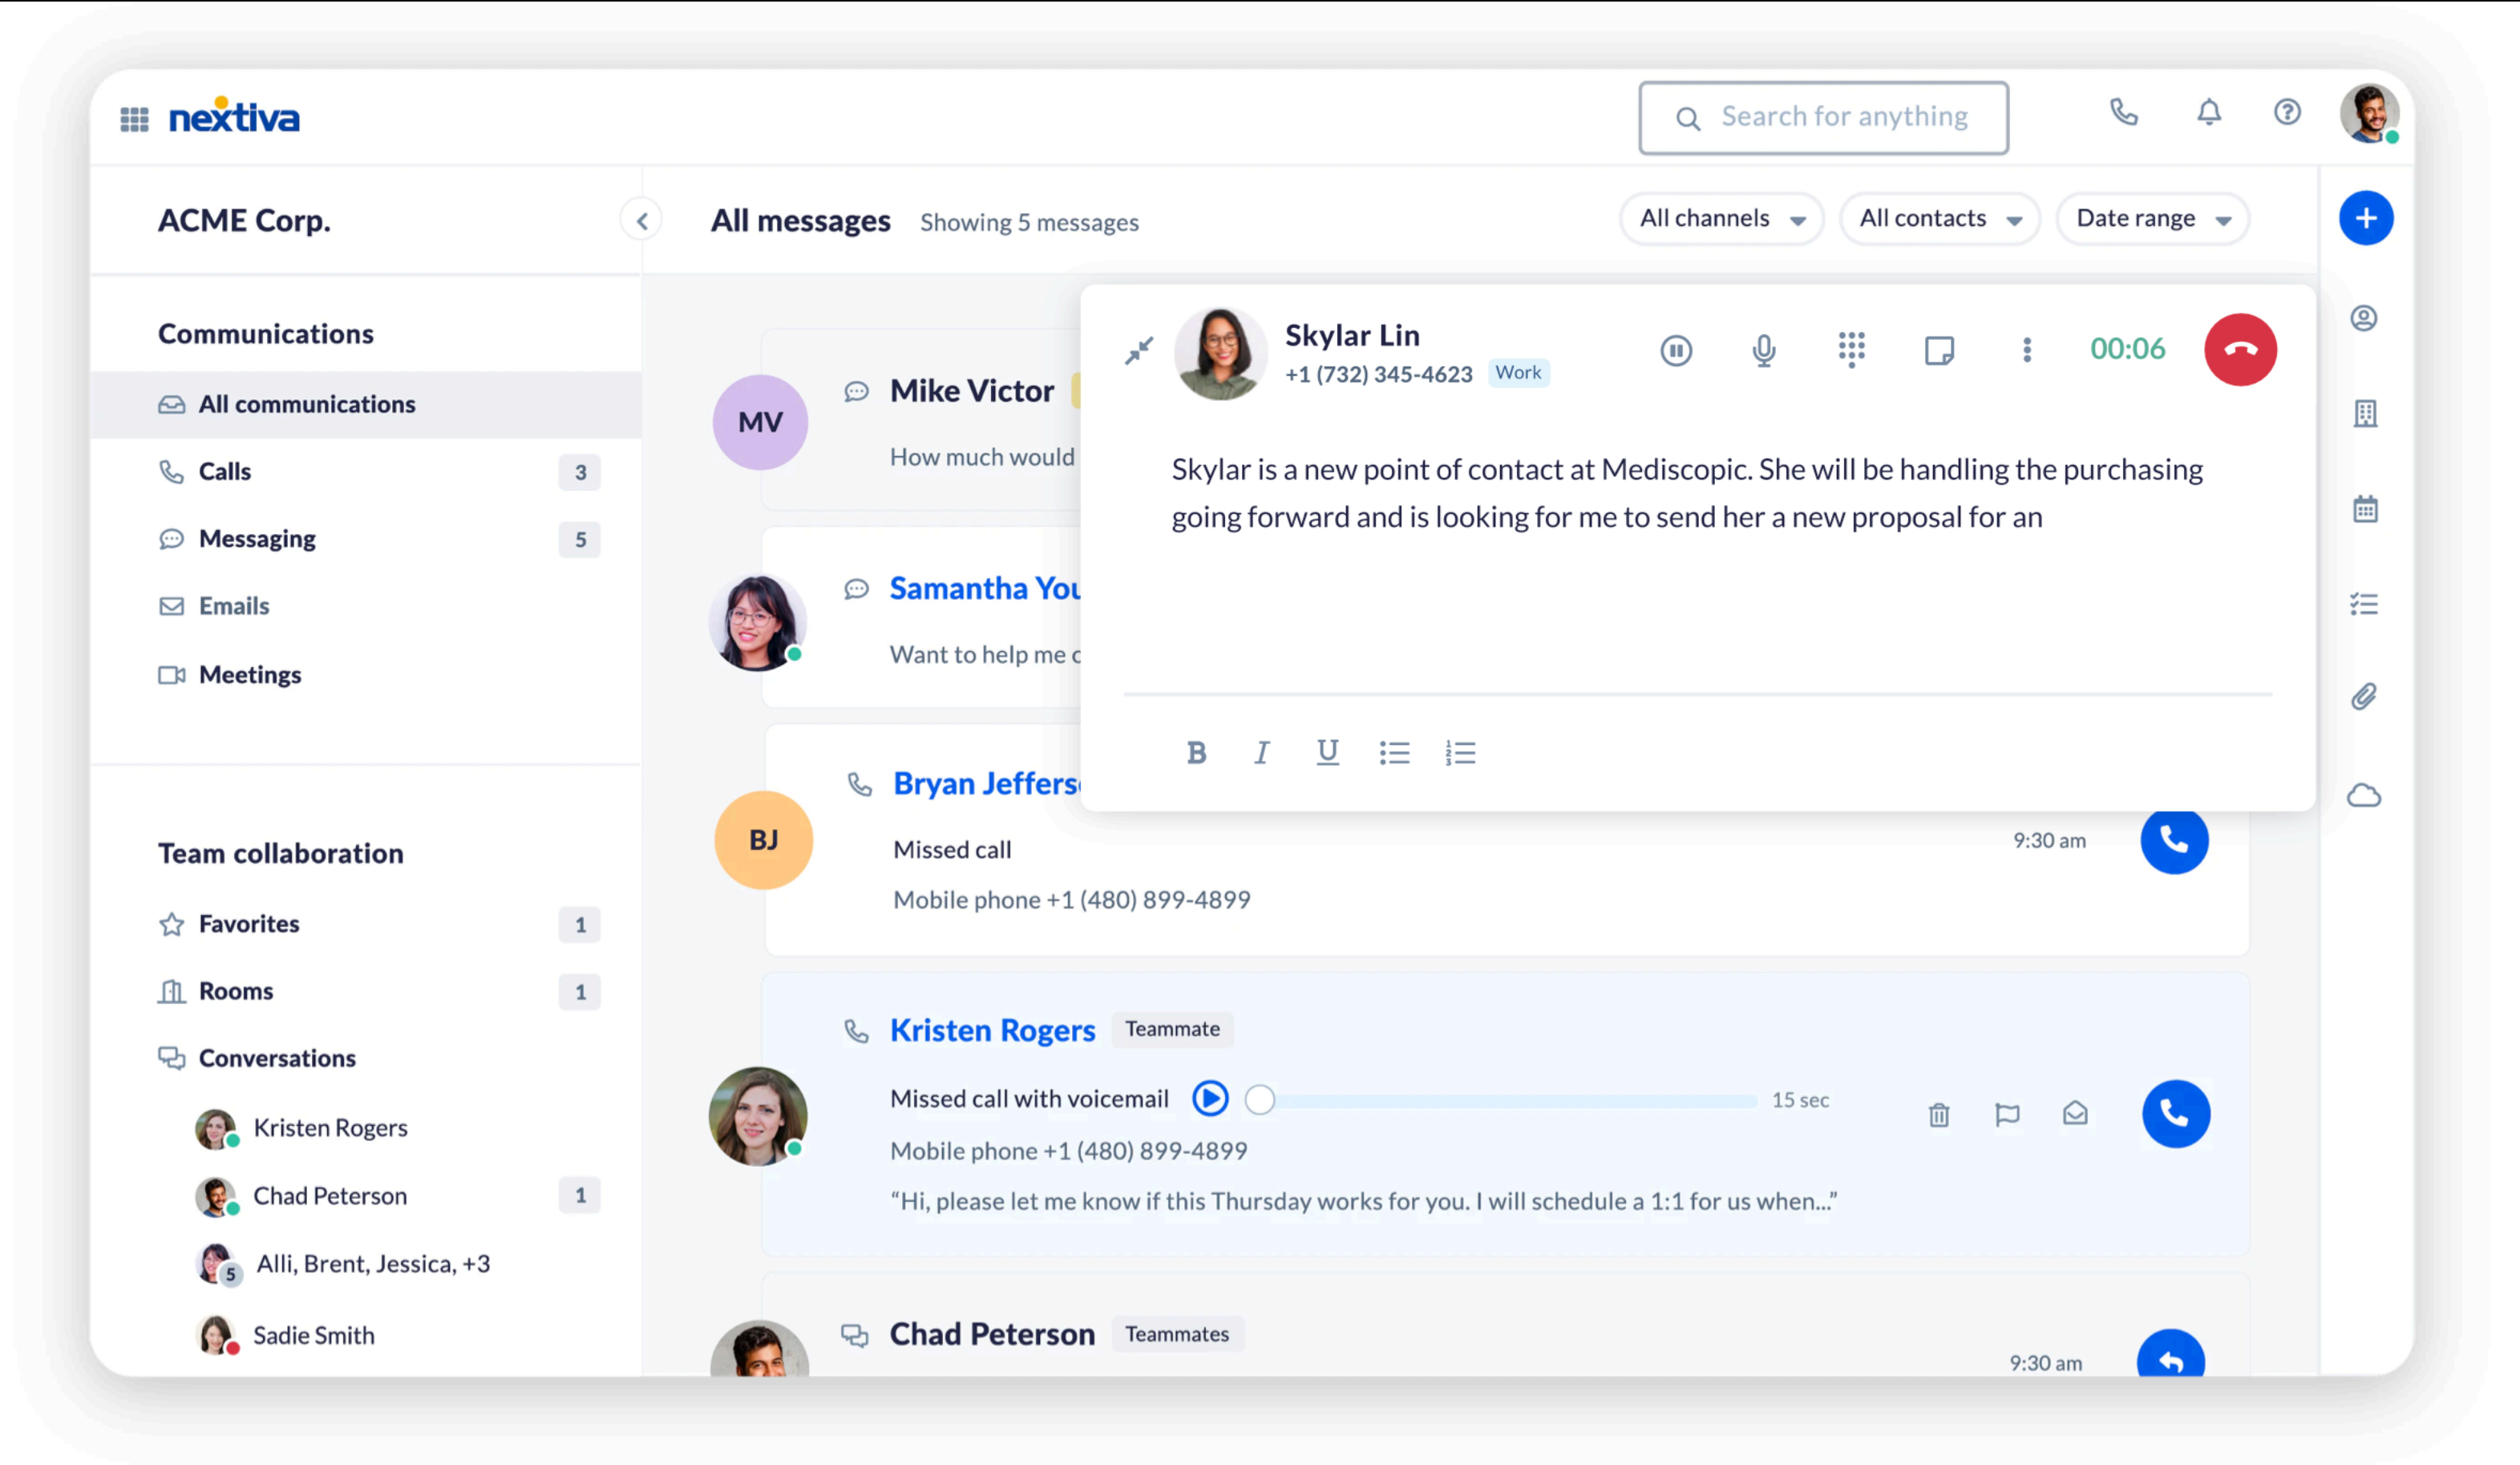 nextiva
Search for anything
ACME Corp.
All messages
Showing 5 messages
All channels
All contacts
Date range
Communications
All communications
Calls
3
Messaging
5
Emails
Meetings
Team collaboration
Favorites
1
Rooms
1
Conversations
Kristen Rogers
Chad Peterson
1
5
Alli, Brent, Jessica, +3
Sadie Smith
MV
Mike Victor
How much would
Samantha You
Want to help me
BJ
Bryan Jeffers
Missed call
Mobile phone +1 (480) 899-4899
9:30 am
Kristen Rogers
Teammate
Missed call with voicemail
15 sec
Mobile phone +1 (480) 899-4899
“Hi, please let me know if this Thursday works for you. I will schedule a 1:1 for us when...”
Chad Peterson
Teammates
9:30 am
Skylar Lin
+1 (732) 345-4623
Work
00:06
Skylar is a new point of contact at Mediscopic. She will be handling the purchasing
going forward and is looking for me to send her a new proposal for an
B I U